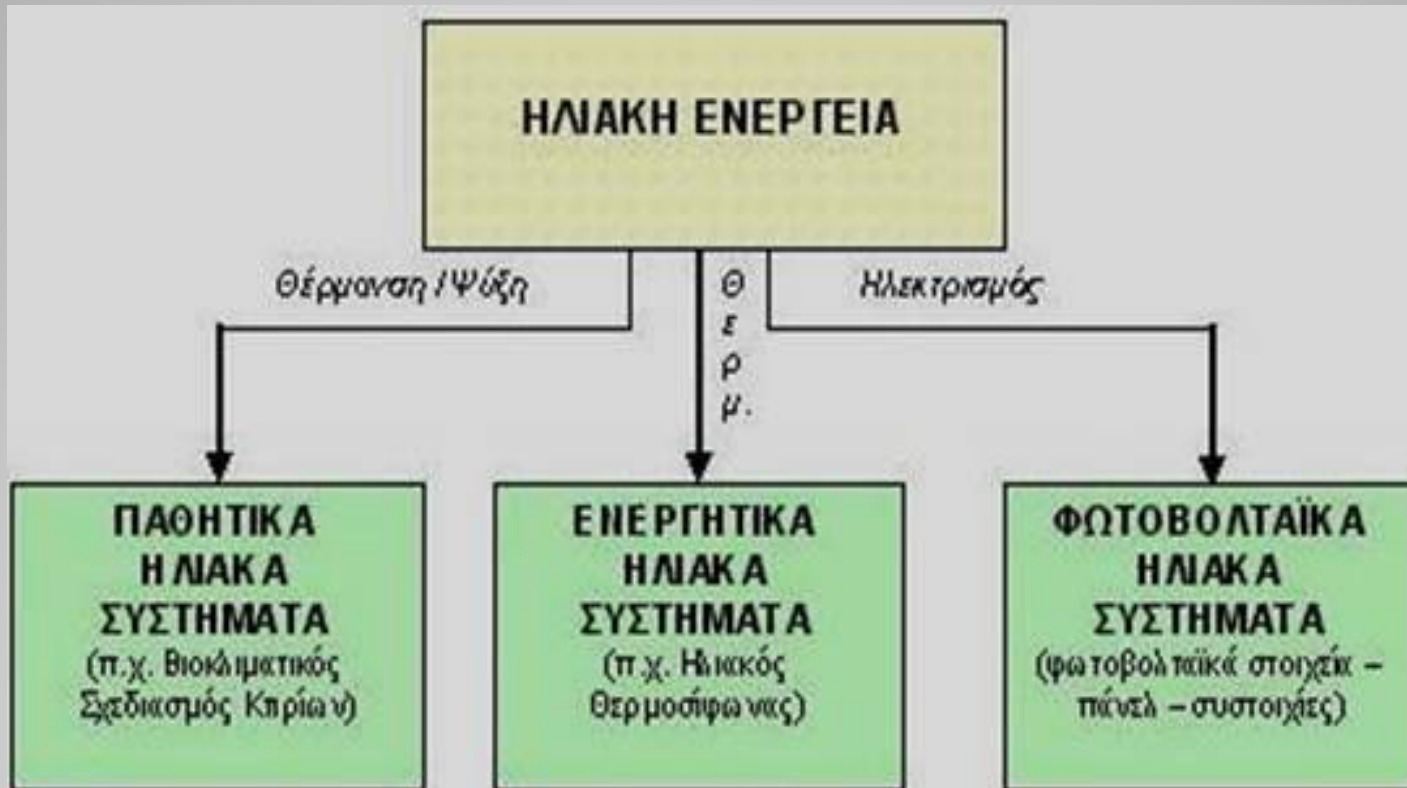 ΗΛΙΑΚΗ ΕΝΕΡΓΕΙΑ
Θέρμανση / Ψύξη
Θερμ.
Ηλεκτρισμός
ΠΑΘΗΤΙΚΑ
ΗΛΙΑΚΑ
ΣΥΣΤΗΜΑΤΑ
(π.χ. Βιοκλιματικός
Σχεδιασμός Κτιρίων)
ΕΝΕΡΓΗΤΙΚΑ
ΗΛΙΑΚΑ
ΣΥΣΤΗΜΑΤΑ
(π.χ. Ηλιακός
Θερμοσίφωνας)
ΦΩΤΟΒΟΛΤΑΪΚΑ
ΗΛΙΑΚΑ
ΣΥΣΤΗΜΑΤΑ
(φωτοβολταϊκά στοιχεία –
πάνελ – συστοιχίες)